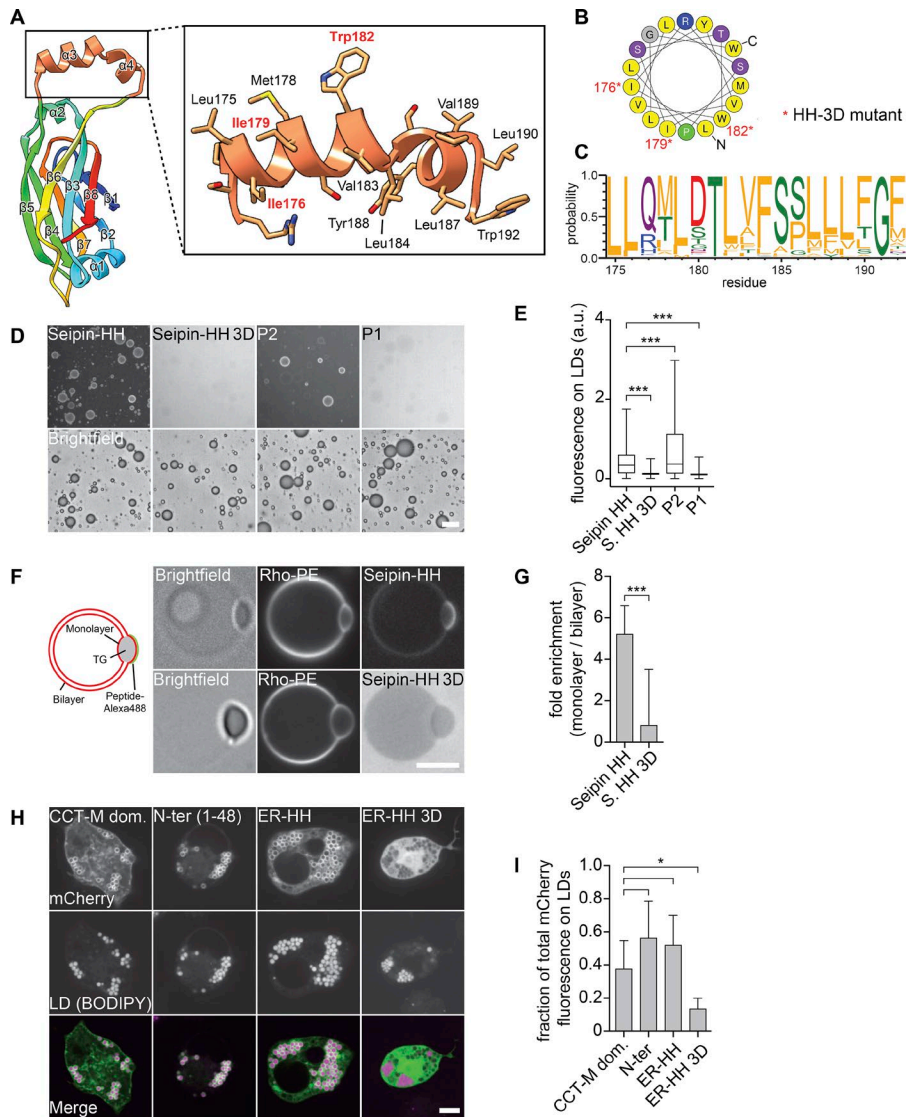 A
α3
α4
α2
β6
β3
β8
β1
β5
β4
β2
β7
α1
Trp182
Met178
Leu175
Ile179
Val189
Leu190
Ile176
Val183
Tyr188
Leu184
Leu187
Trp192
B
G L R Y T W C
S S
L M
176* I V
V W 182*
L I P L N
179*
* HH-3D mutant
C
probability
1.0
0.5
0.0
175 180 185 190
residue
D
Seipin-HH Seipin-HH 3D P2 P1
Brightfield
E
fluorescence on LDs (a.u.)
4
2
0
***
***
***
Seipin HH
S. HH 3D
P2
P1
F
Monolayer
TG
Bilayer
Peptide-
Alexa488
Brightfield Rho-PE Seipin-HH
Brightfield Rho-PE Seipin-HH 3D
G
fold enrichment
(monolayer / bilayer)
8
6
4
2
0
***
Seipin HH
S. HH 3D
H
CCT-M dom. N-ter (1-48) ER-HH ER-HH 3D
mCherry
LD (BODIPY)
Merge
I
fraction of total mCherry
fluorescence on LDs
1.0
0.8
0.6
0.4
0.2
0
*
CCT-M dom.
N-ter
ER-HH
ER-HH 3D